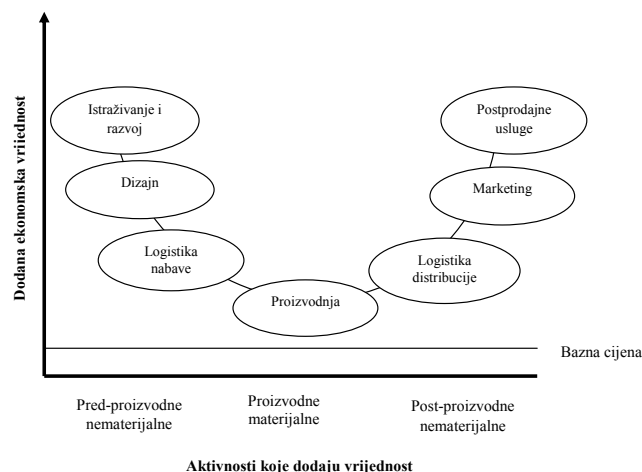 Dodana ekonomska vrijednost
Istraživanje i
razvoj
Dizajn
Logistika
nabave
Proizvodnja
Logistika
distribucije
Marketing
Postprodajne
usluge
Bazna cijena
Pred-proizvodne
nematerijalne
Proizvodne
materijalne
Post-proizvodne
nematerijalne
Aktivnosti koje dodaju vrijednost